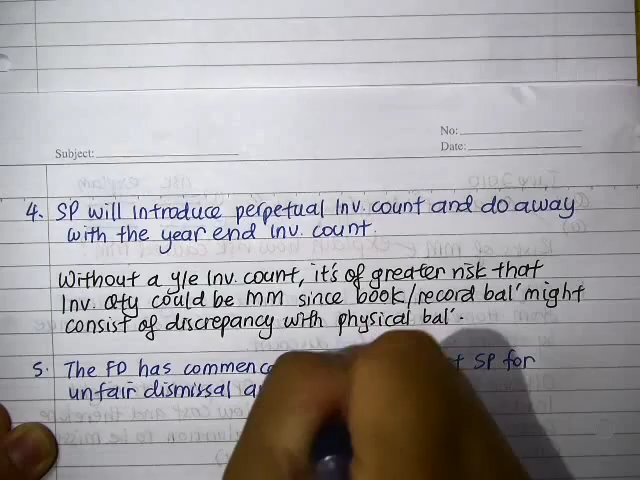 No:
Date:
Subject:
4. SP will introduce perpetual Inv. count and do away
with the year end Inv. count.
Without a y/e Inv. count, it's of greater risk that
Inv. Qty could be MM since book/record bal' might
consist of discrepancy with physical bal'.
5. The FD has commenc SP for
unfair dismissal